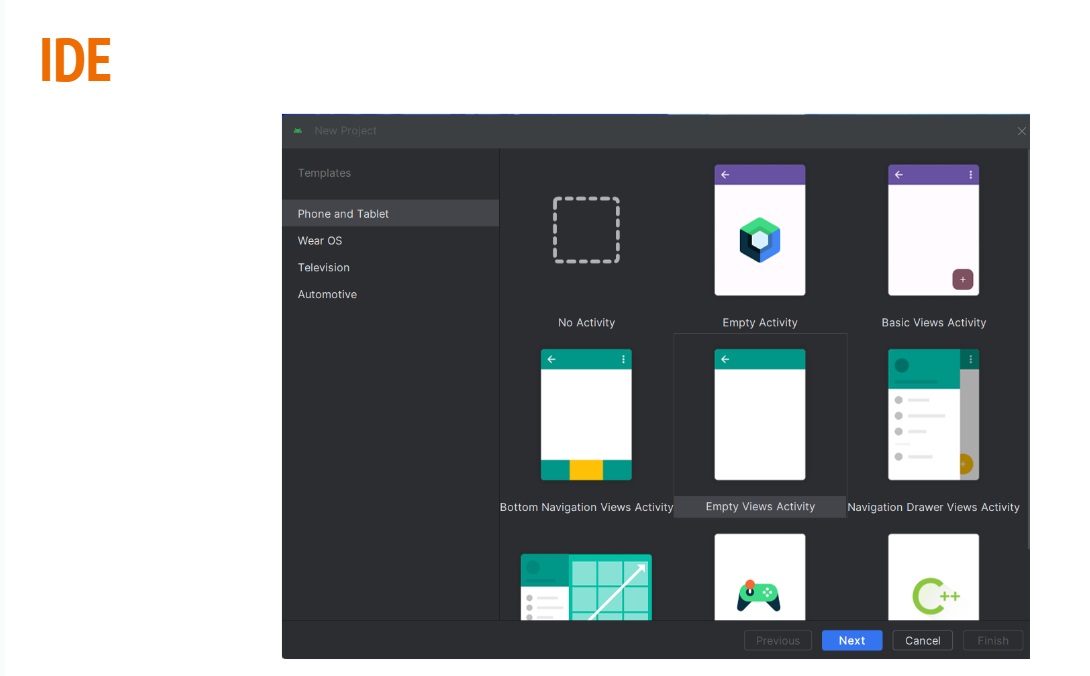 IDE
New Project
Templates
Phone and Tablet
Wear OS
Television
Automotive
No Activity
Empty Activity
Basic Views Activity
Bottom Navigation Views Activity
Empty Views Activity
Navigation Drawer Views Activity
C++
Previous
Next
Cancel
Finish